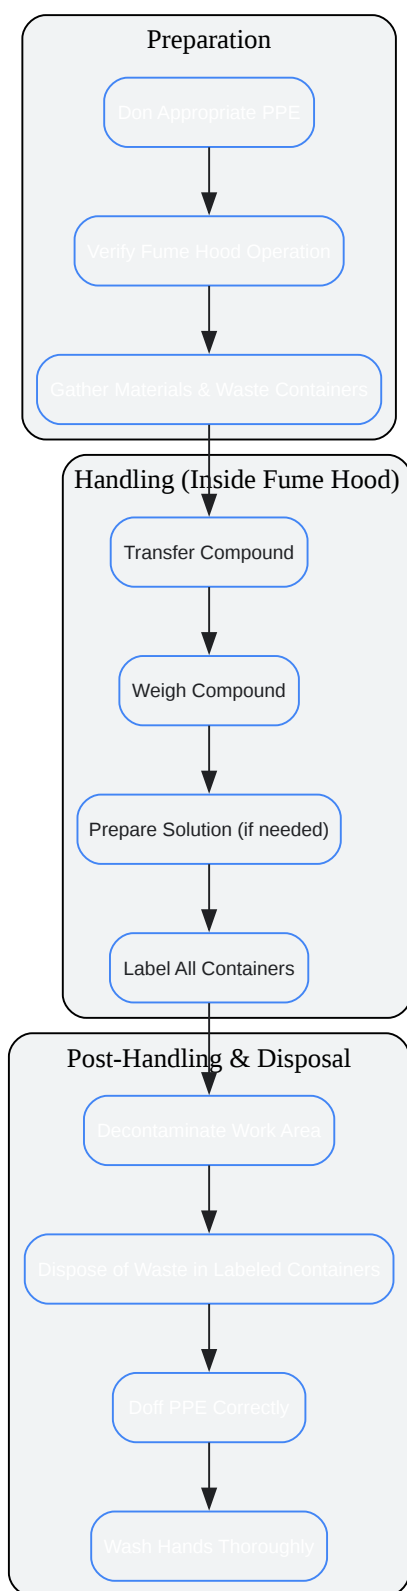 Preparation
Don Appropriate PPE
Verify Fume Hood Operation
Gather Materials & Waste Containers
Handling (Inside Fume Hood)
Transfer Compound
Weigh Compound
Prepare Solution (if needed)
Label All Containers
Post-Handling & Disposal
Decontaminate Work Area
Dispose of Waste in Labeled Containers
Doff PPE Correctly
Wash Hands Thoroughly